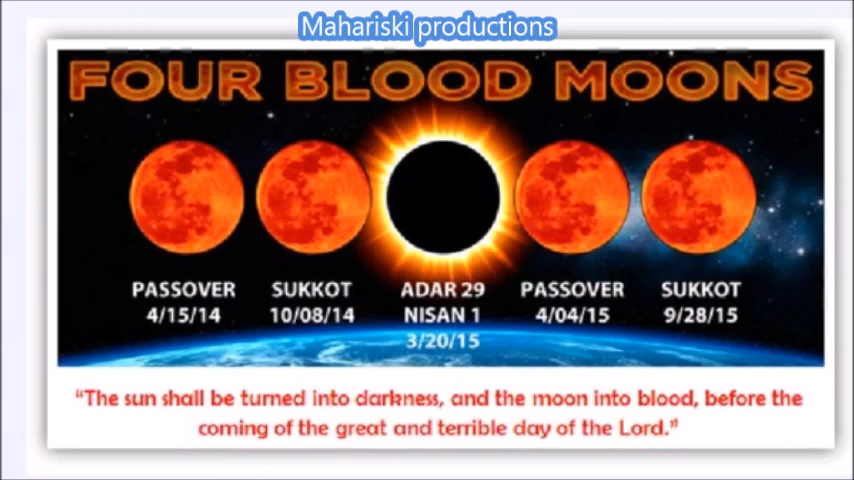 Mahariski productions
FOUR BLOOD MOONS
PASSOVER SUKKOT ADAR 29 PASSOVER SUKKOT
4/15/14 10/08/14 NISAN 1 4/04/15 9/28/15
3/20/15
“The sun shall be turned into darkness, and the moon into blood, before the
coming of the great and terrible day of the Lord.”